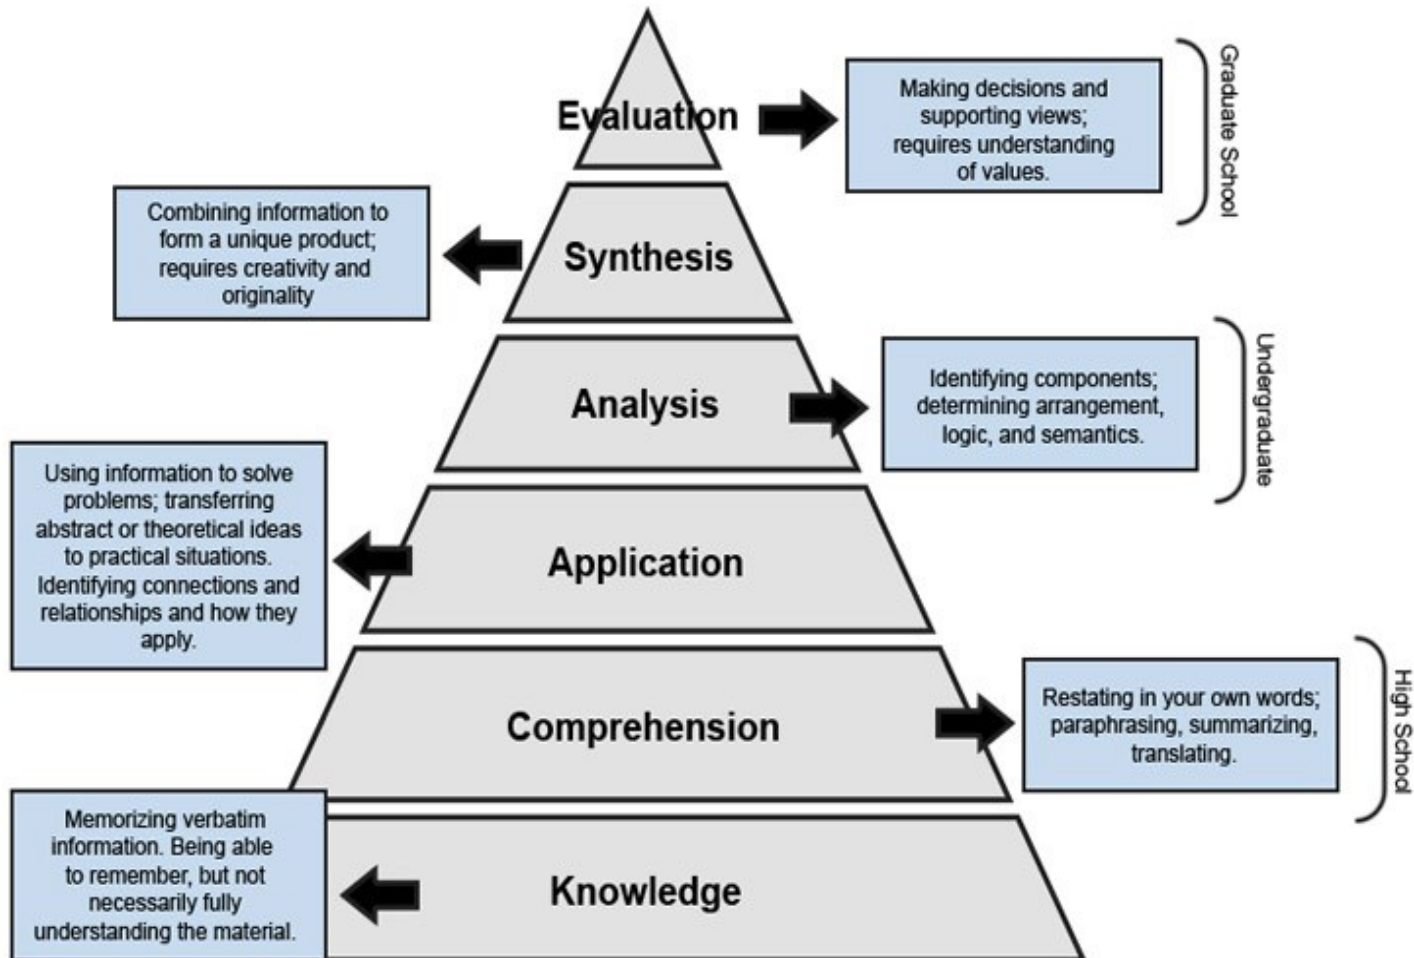 Evaluation
Making decisions and
supporting views;
requires understanding
of values.
Graduate School
Combining information to
form a unique product;
requires creativity and
originality
Synthesis
Analysis
Identifying components;
determining arrangement,
logic, and semantics.
Undergraduate
Using information to solve
problems; transferring
abstract or theoretical ideas
to practical situations.
Identifying connections and
relationships and how they
apply.
Application
Comprehension
Restating in your own words;
paraphrasing, summarizing,
translating.
High School
Memorizing verbatim
information. Being able
to remember, but not
necessarily fully
understanding the material.
Knowledge